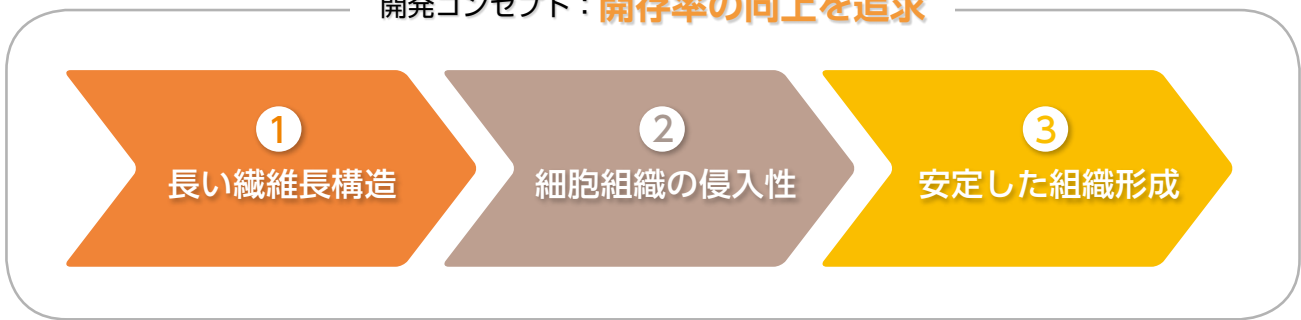 開発コンセプト：開存率の向上を追求
1
長い繊維長構造
2
細胞組織の侵入性
3
安定した組織形成